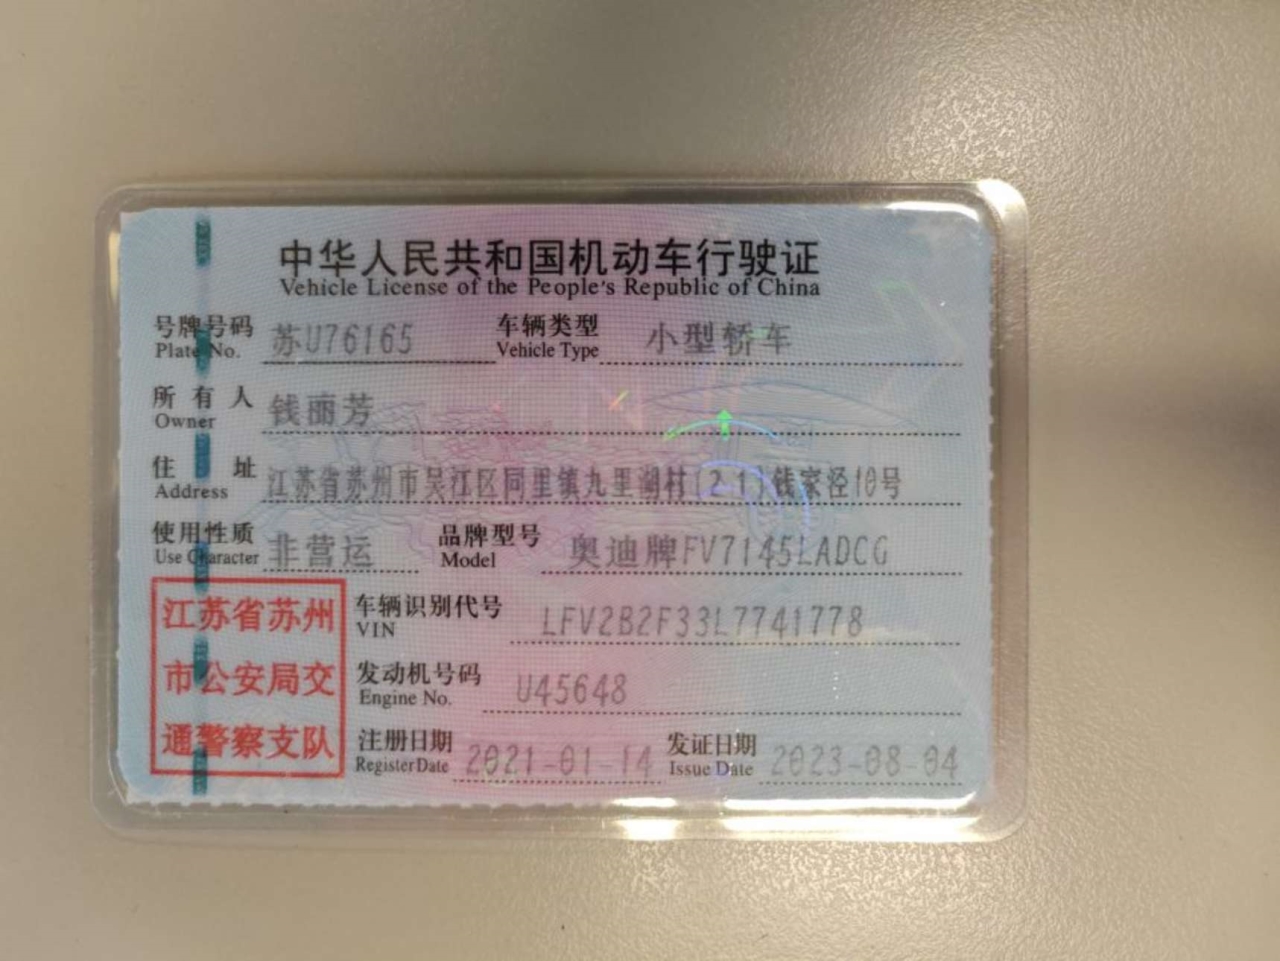 中华人民共和国机动车行驶证
Vehicle License of the People's Republic of China
号牌号码 苏U76165 车辆类型 小型轿车
Plate No. Vehicle Type
所有人 钱丽芳
Owner
住址 江苏省苏州市吴江区同里镇九里湖村(21)钱家泾10号
Address
使用性质 非营运 品牌型号 奥迪牌FV7145LADCG
Use Character Model
江苏省苏州
市公安局交
通警察支队
车辆识别代号 LFV2B2F33L7741778
VIN
发动机号码 U45648
Engine No.
注册日期 2021-01-14 发证日期 2023-08-04
Register Date Issue Date